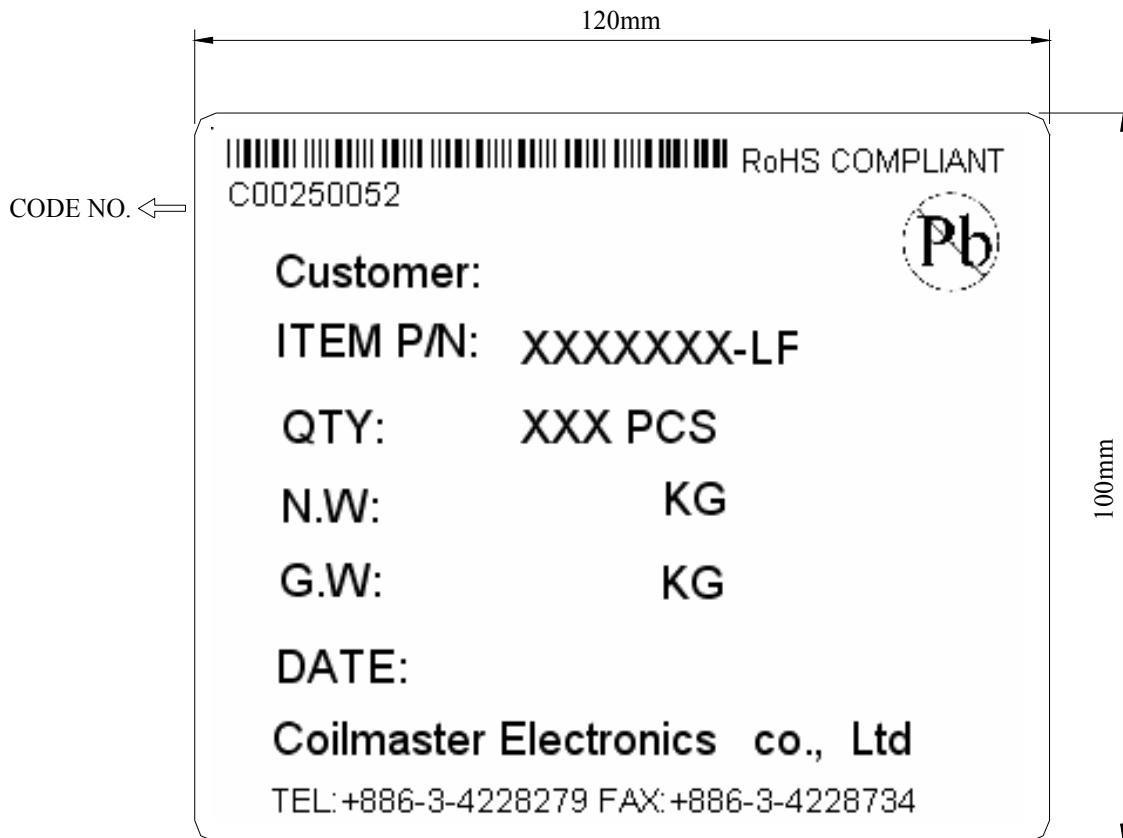 120mm
RoHS COMPLIANT
C00250052
CODE NO.
Pb
Customer:
ITEM P/N: XXXXXXX-LF
QTY: XXX PCS
N.W: KG
G.W: KG
100mm
DATE:
Coilmaster Electronics co., Ltd
TEL:+886-3-4228279 FAX:+886-3-4228734